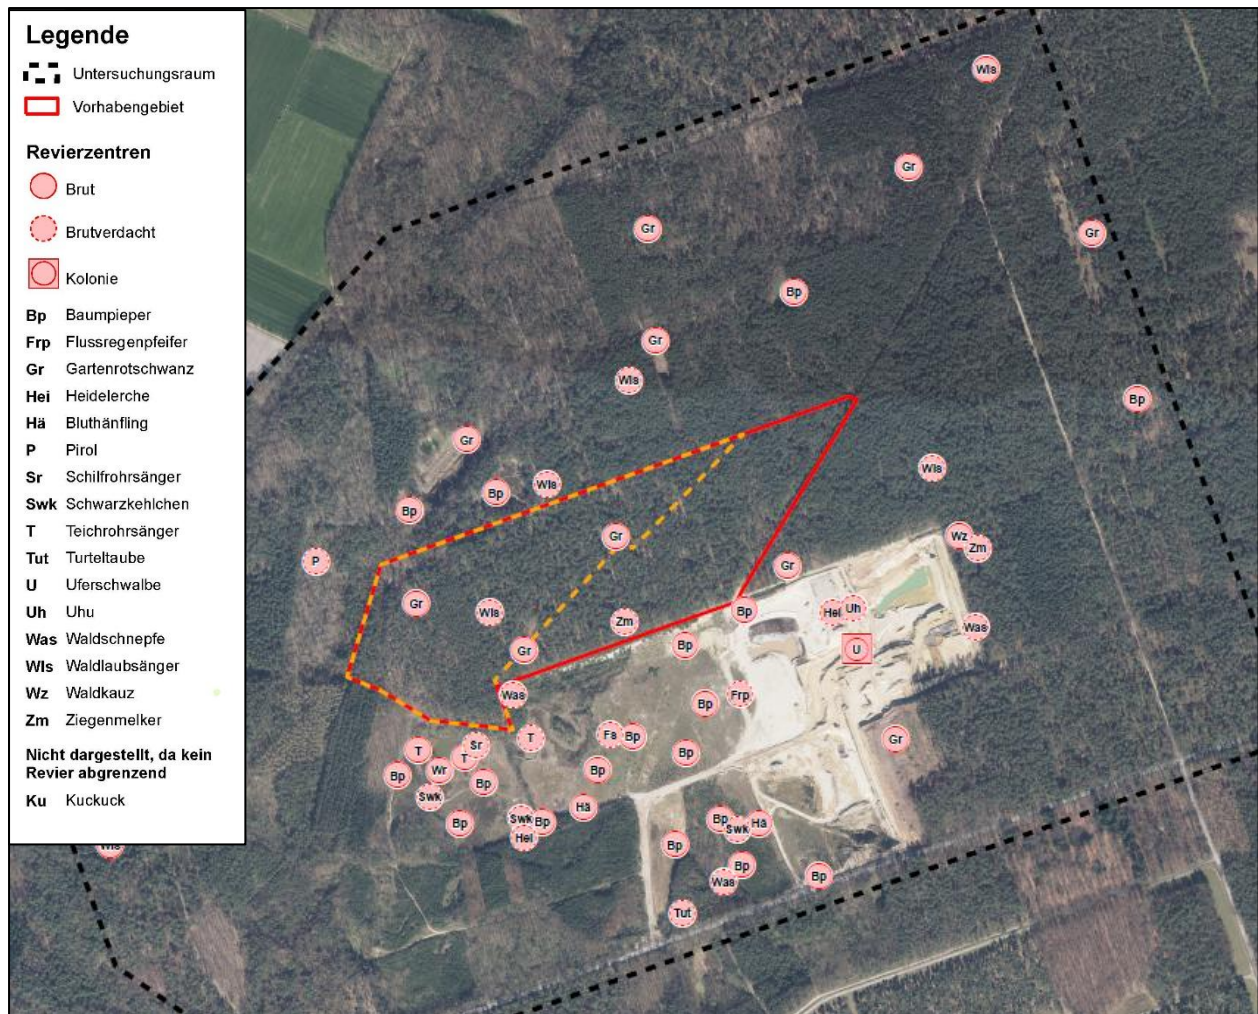 Legende
Untersuchungsraum
Vorhabengebiet
Revierzentren
Brut
Brutverdacht
Kolonie
Bp Baumpieper
Frp Flussregenpfeifer
Gr Gartenrotschwanz
Hei Heidelerche
Hä Bluthänfling
P Pirol
Sr Schilfrohrsänger
Swk Schwarzkehlchen
T Teichrohrsänger
Tut Turteltaube
U Uferschwalbe
Uh Uhu
Was Waldschnepfe
Wls Waldlaubsänger
Wz Waldkauz
Zm Ziegenmelker
Nicht dargestellt, da kein
Revier abgrenzend
Ku Kuckuck
Wls
Gr
Gr
Gr
Bp
Gr
Wls
Bp
Gr
Wls
Bp
Wls
Bp
Gr
Wz
Zm
P
Gr
Gr
Wls
Bp
Hei
Uh
Zm
Was
Bp
U
Gr
Was
Frp
Bp
T
Fs
Bp
Gr
Sr
T
T
Bp
Wr
Bp
Bp
Bp
Swk
Hä
Bp
Swk
Bp
Hei
Bp
Swk
Hä
Bp
Wls
Bp
Was
Bp
Tut